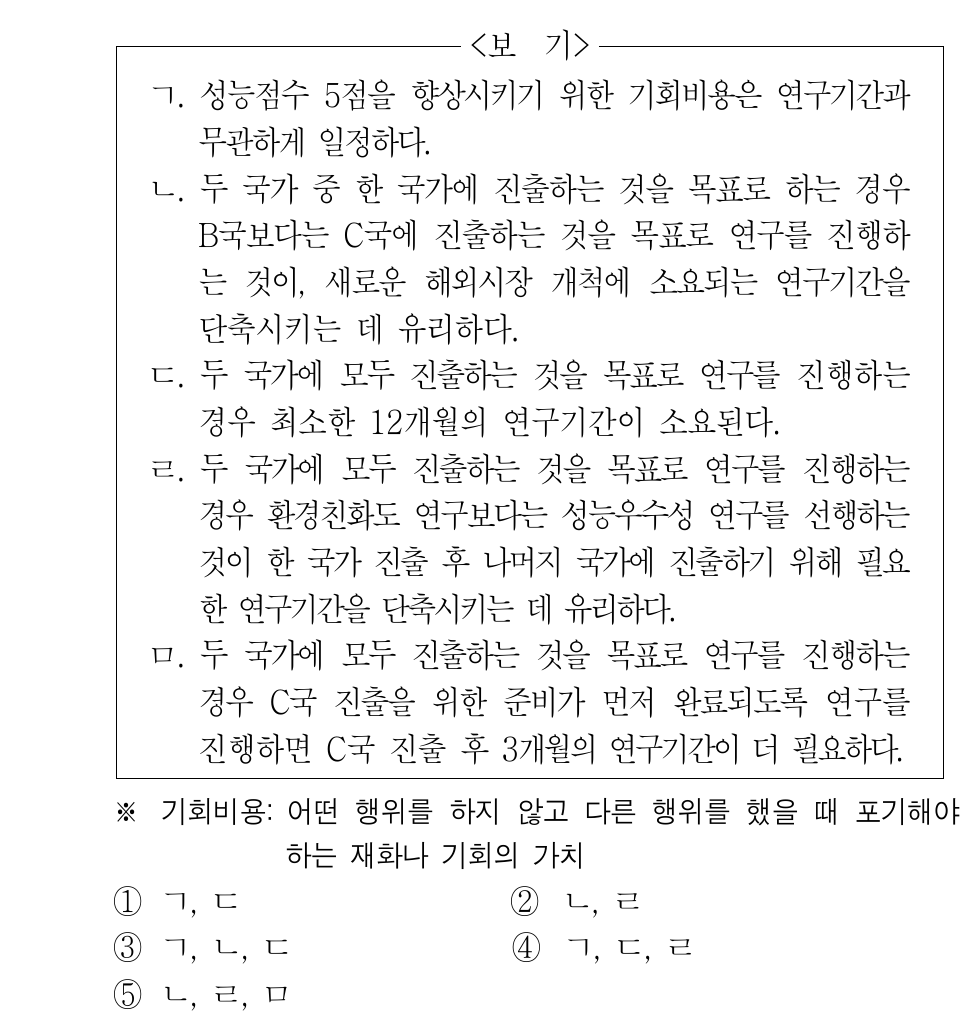 <보 기>
ㄱ. 성능점수 5점을 향상시키기 위한 기회비용은 연구기간과
무관하게 일정하다.
ㄴ. 두 국가 중 한 국가에 진출하는 것을 목표로 하는 경우
B국보다는 C국에 진출하는 것을 목표로 연구를 진행하
는 것이, 새로운 해외시장 개척에 소요되는 연구기간을
단축시키는 데 유리하다.
ㄷ. 두 국가에 모두 진출하는 것을 목표로 연구를 진행하는
경우 최소한 12개월의 연구기간이 소요된다.
ㄹ. 두 국가에 모두 진출하는 것을 목표로 연구를 진행하는
경우 환경친화도 연구보다는 성능우수성 연구를 선행하는
것이 한 국가 진출 후 나머지 국가에 진출하기 위해 필요
한 연구기간을 단축시키는 데 유리하다.
ㅁ. 두 국가에 모두 진출하는 것을 목표로 연구를 진행하는
경우 C국 진출을 위한 준비가 먼저 완료되도록 연구를
진행하면 C국 진출 후 3개월의 연구기간이 더 필요하다.
※ 기회비용: 어떤 행위를 하지 않고 다른 행위를 했을 때 포기해야
하는 재화나 기회의 가치
① ㄱ, ㄷ ② ㄴ, ㄹ
③ ㄱ, ㄴ, ㄷ ④ ㄱ, ㄷ, ㄹ
⑤ ㄴ, ㄹ, ㅁ